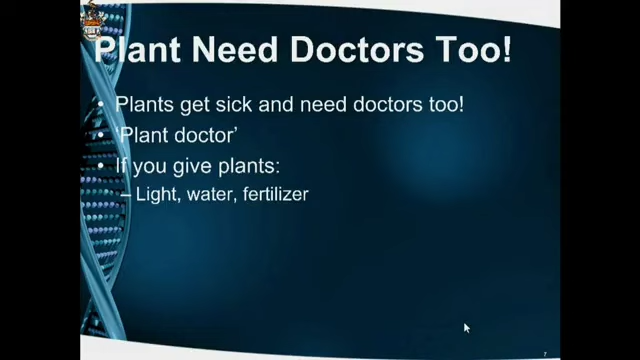 Plant Need Doctors Too!
• Plants get sick and need doctors too!
• ‘Plant doctor’
• If you give plants:
– Light, water, fertilizer
7